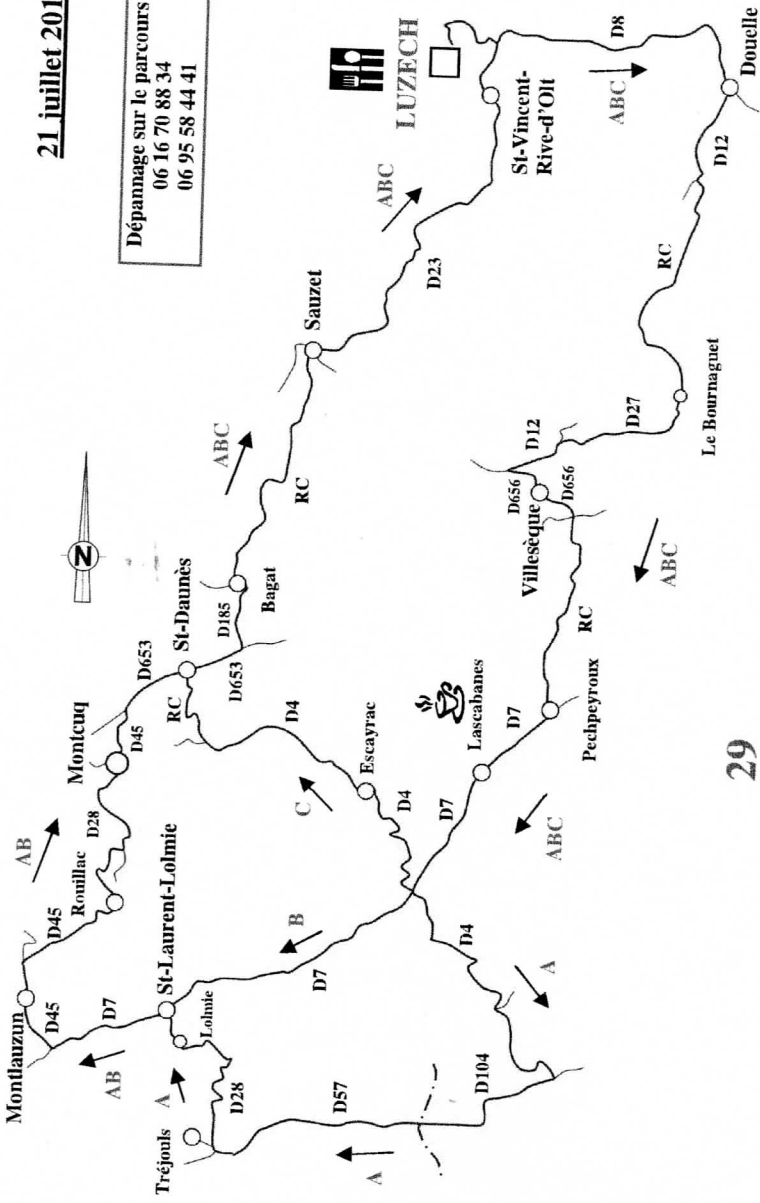 21 juillet 201
Dépannage sur le parcours
06 16 70 88 34
06 95 58 44 41
N
LUZECH
Montlauzun
D45
D45
AB
Rouillac
D28
Montcuq
D45
D653
St-Daunès
D653
RC
D185
Bagat
ABC
RC
Sauzet
ABC
D23
St-Vincent-
Rive-d'Olt
D8
ABC
Douelle
D12
RC
Le Bournaguet
D27
D12
D656
D656
Villesèque
ABC
RC
Pechpeyroux
D7
Lascabanes
D7
ABC
D4
Escayrac
D4
C
B
D7
St-Laurent-Lolmie
Lolmie
D7
AB
A
D28
Tréjouls
D57
A
D104
D4
A
29